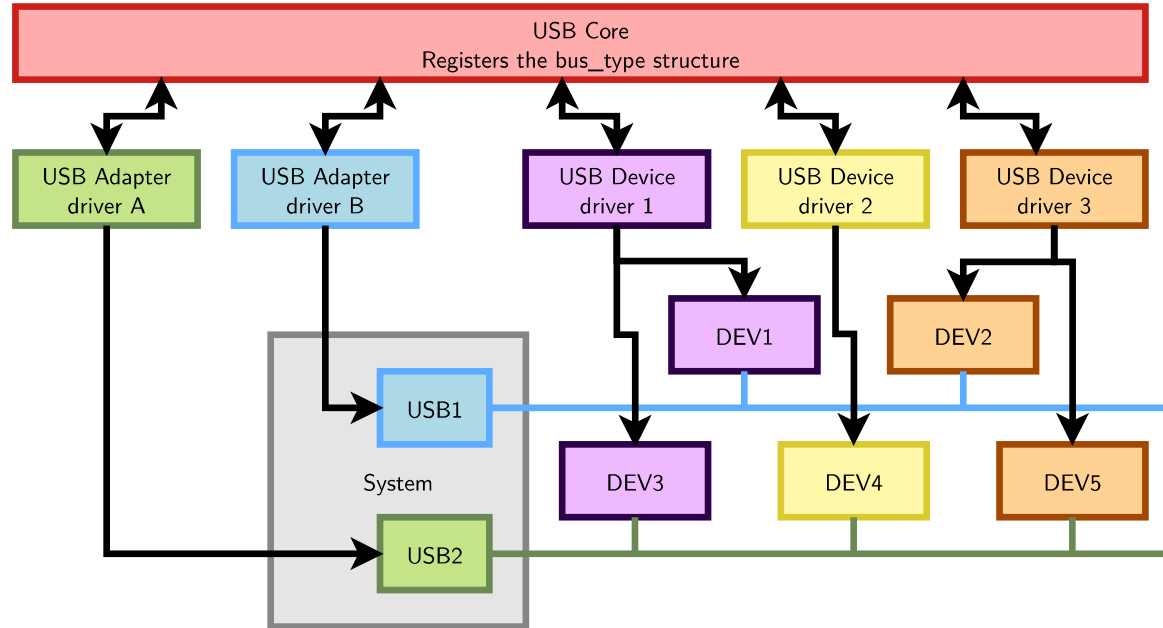 USB Core
Registers the bus_type structure
USB Adapter
driver A
USB Adapter
driver B
USB Device
driver 1
USB Device
driver 2
USB Device
driver 3
DEV1
DEV2
USB1
System
DEV3
DEV4
DEV5
USB2